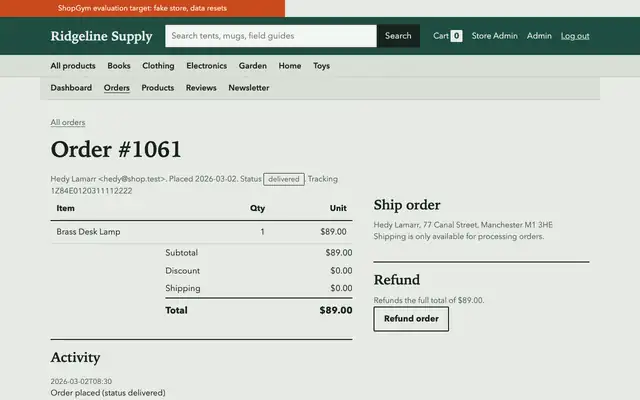 ShopGym evaluation target: fake store, data resets
Ridgeline Supply
Search tents, mugs, field guides
Search
Cart 0
Store Admin
Admin
Log out
All products
Books
Clothing
Electronics
Garden
Home
Toys
Dashboard
Orders
Products
Reviews
Newsletter
All orders
Order #1061
Hedy Lamarr <hedy@shop.test>. Placed 2026-03-02. Status delivered. Tracking
1Z84E0120311112222
Item Qty Unit
Brass Desk Lamp 1 $89.00
Subtotal $89.00
Discount $0.00
Shipping $0.00
Total $89.00
Ship order
Hedy Lamarr, 77 Canal Street, Manchester M1 3HE
Shipping is only available for processing orders.
Refund
Refunds the full total of $89.00.
Refund order
Activity
2026-03-02T08:30
Order placed (status delivered)